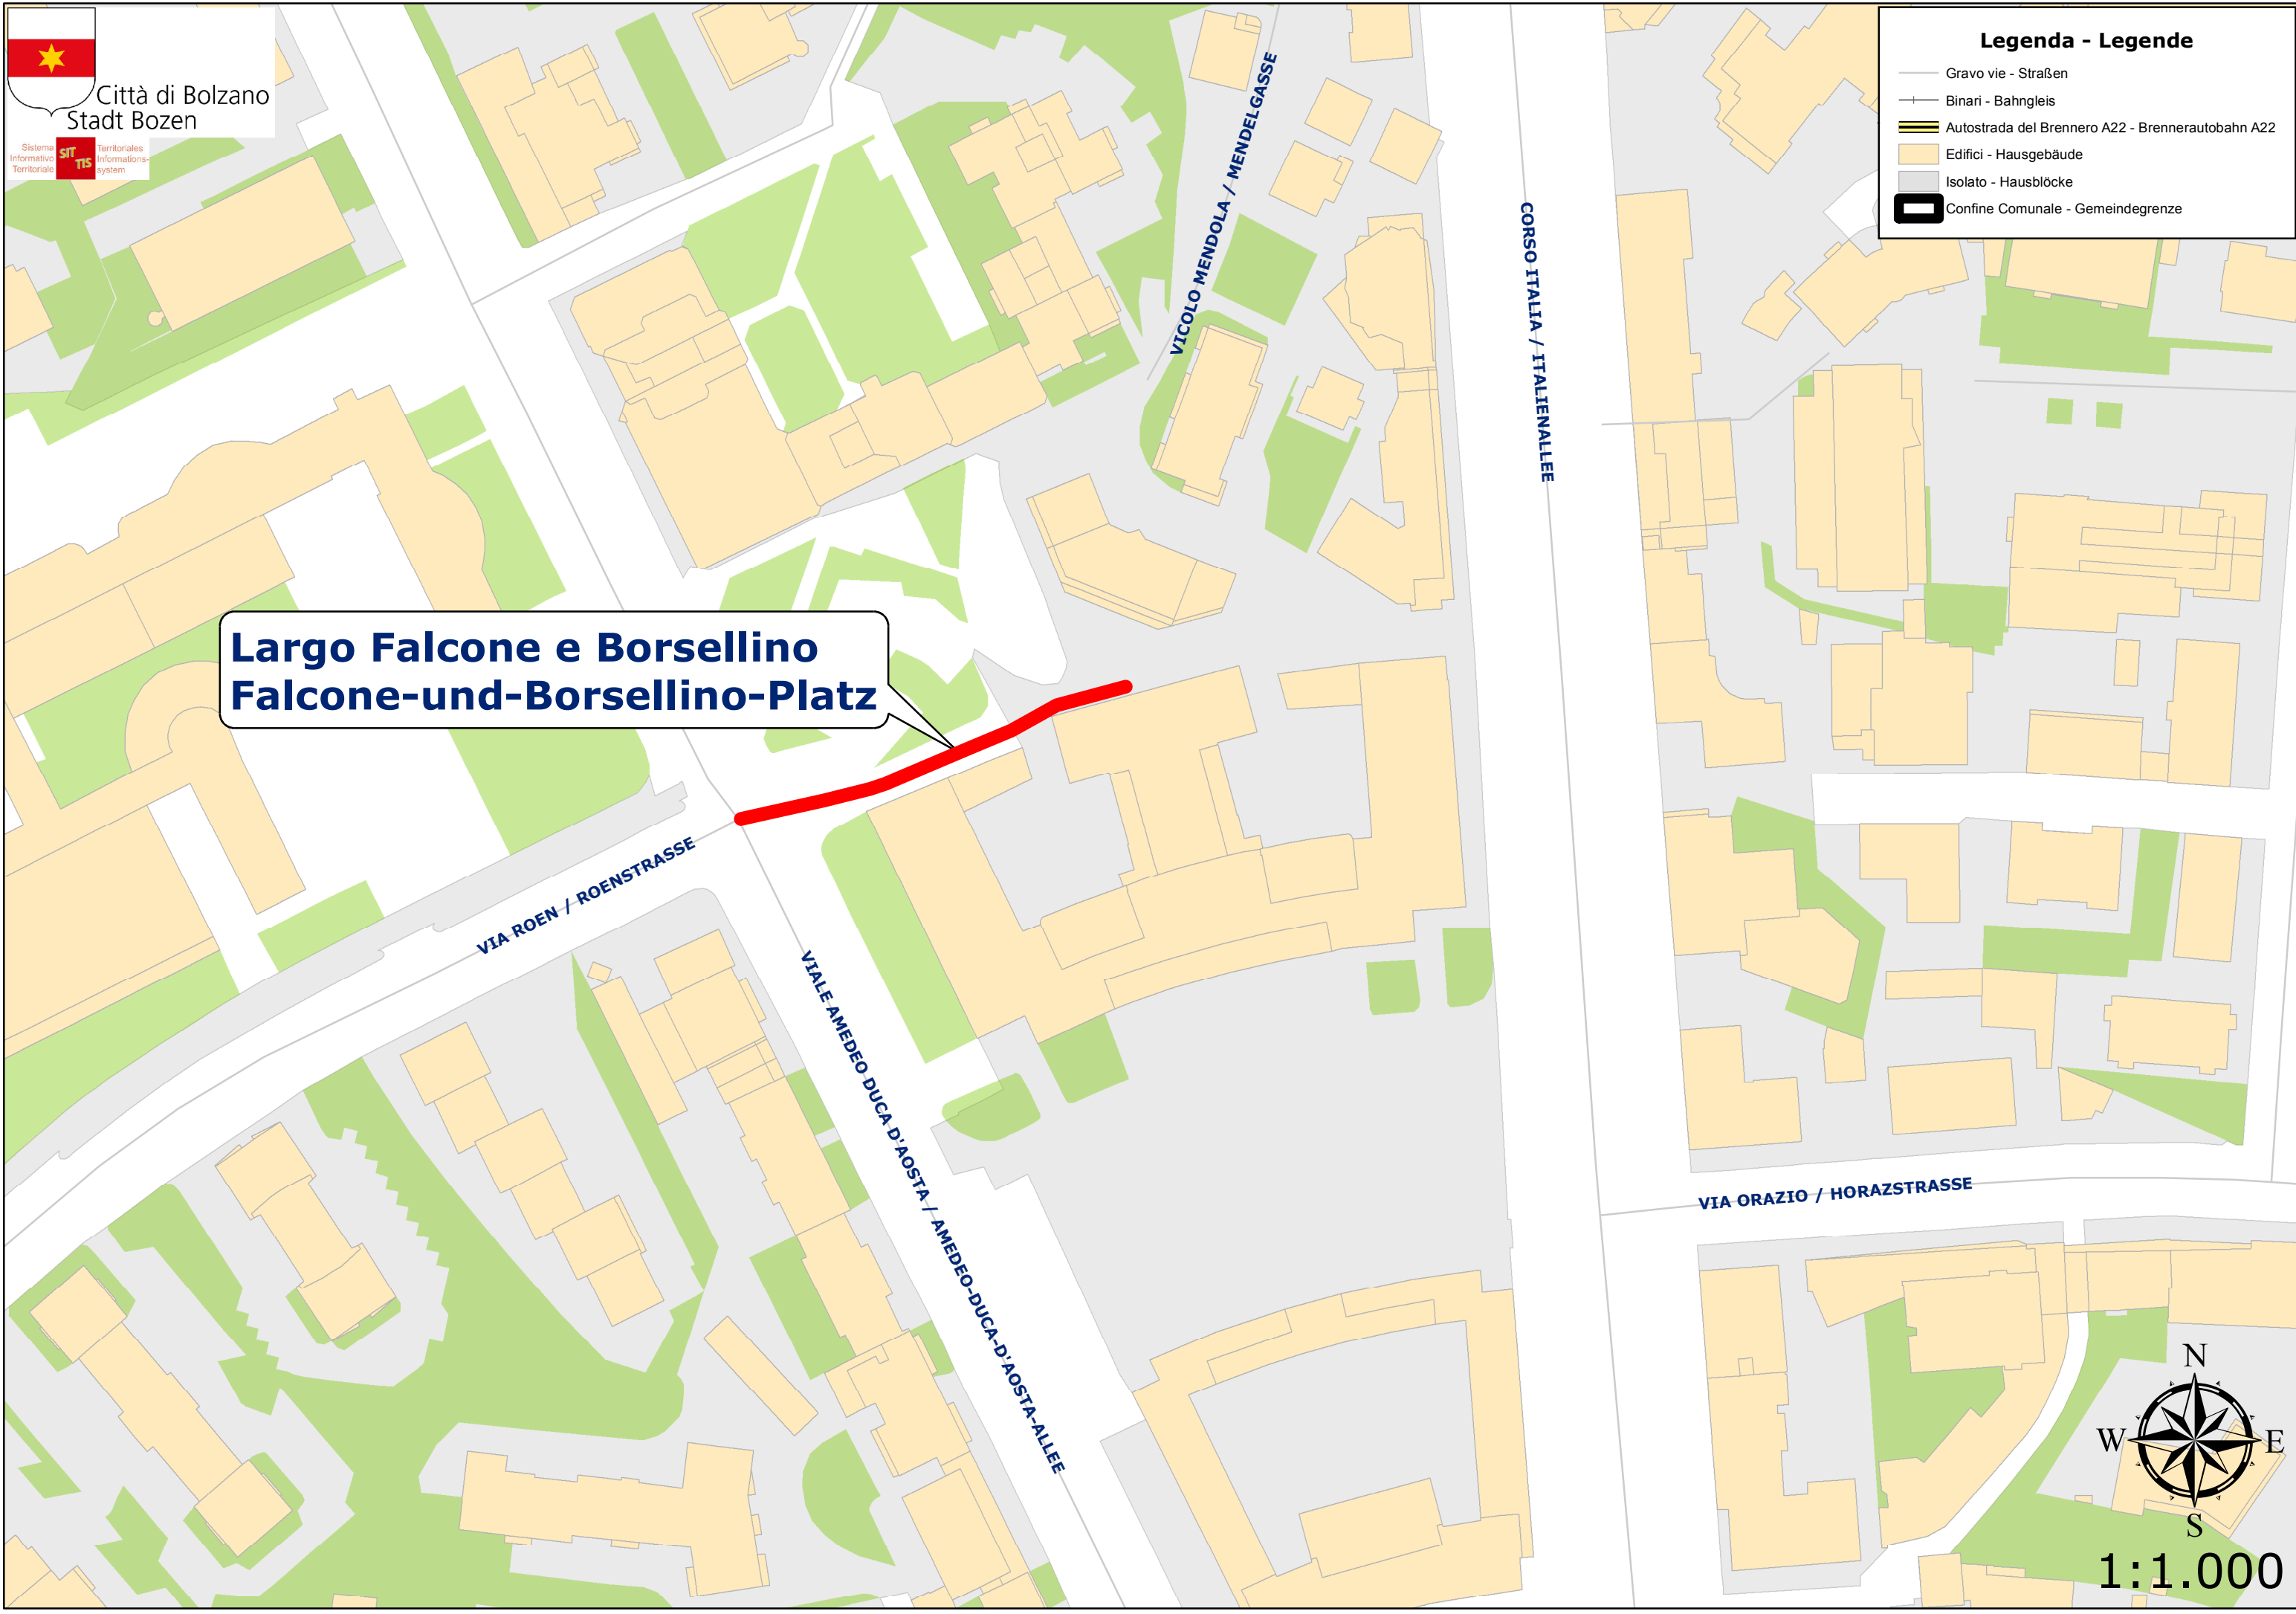 Città di Bolzano
Stadt Bozen
Sistema
Informativo
Territoriale
SIT
TIS
Territoriales
Informations-
system
Legenda - Legende
Gravo vie - Straßen
Binari - Bahngleis
Autostrada del Brennero A22 - Brennerautobahn A22
Edifici - Hausgebäude
Isolato - Hausblöcke
Confine Comunale - Gemeindegrenze
VICOLO MENDOLA / MENDELGASSE
CORSO ITALIA / ITALIENALLEE
Largo Falcone e Borsellino
Falcone-und-Borsellino-Platz
VIA ROEN / ROENSTRASSE
VIALE AMEDEO DUCA D'AOSTA / AMEDEO-DUCA-D'AOSTA-ALLEE
VIA ORAZIO / HORAZSTRASSE
N
W
E
S
1:1.000